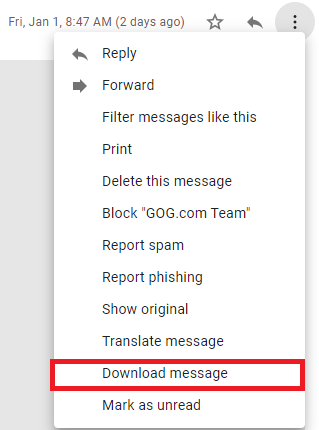 Fri, Jan 1, 8:47 AM (2 days ago)
Reply
Forward
Filter messages like this
Print
Delete this message
Block "GOG.com Team"
Report spam
Report phishing
Show original
Translate message
Download message
Mark as unread